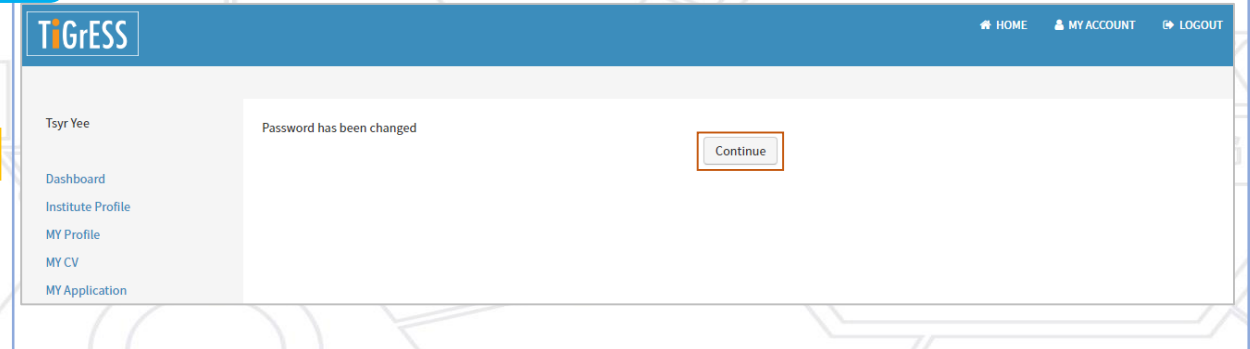 TiGrESS
HOME MY ACCOUNT LOGOUT
Tsyr Yee
Password has been changed
Continue
Dashboard
Institute Profile
MY Profile
MY CV
MY Application